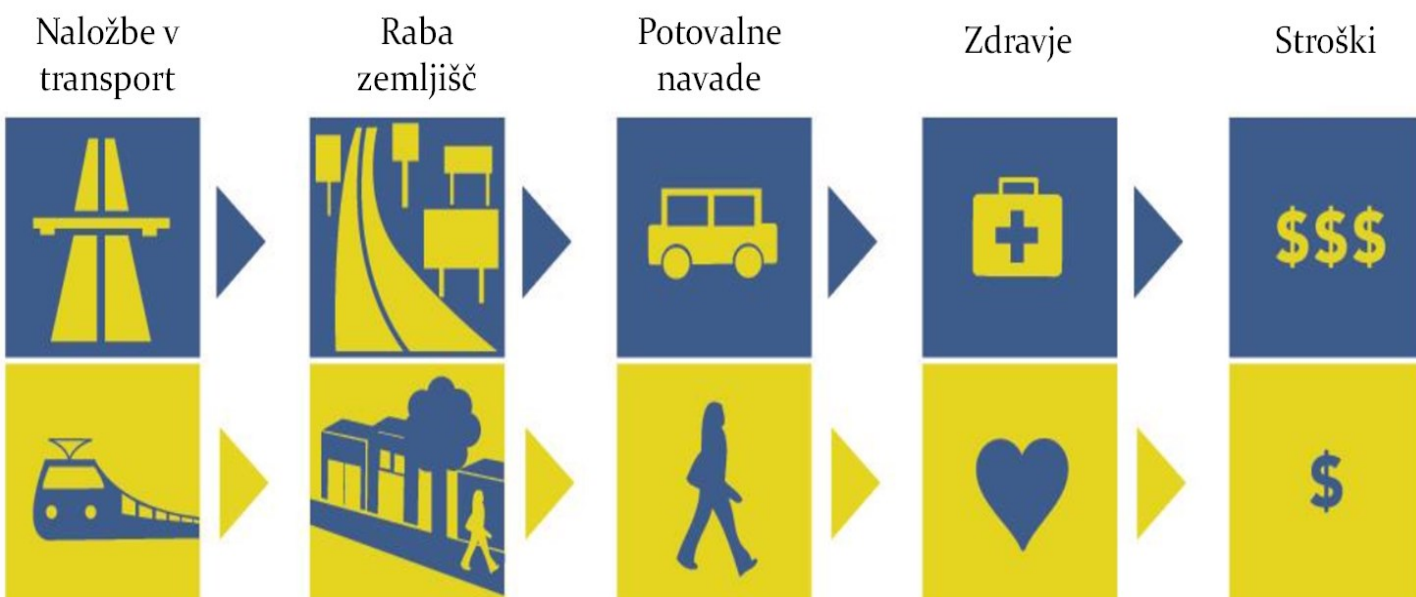 Naložbe v
transport
Raba
zemljišč
Potovalne
navade
Zdravje
Stroški
$$$
$